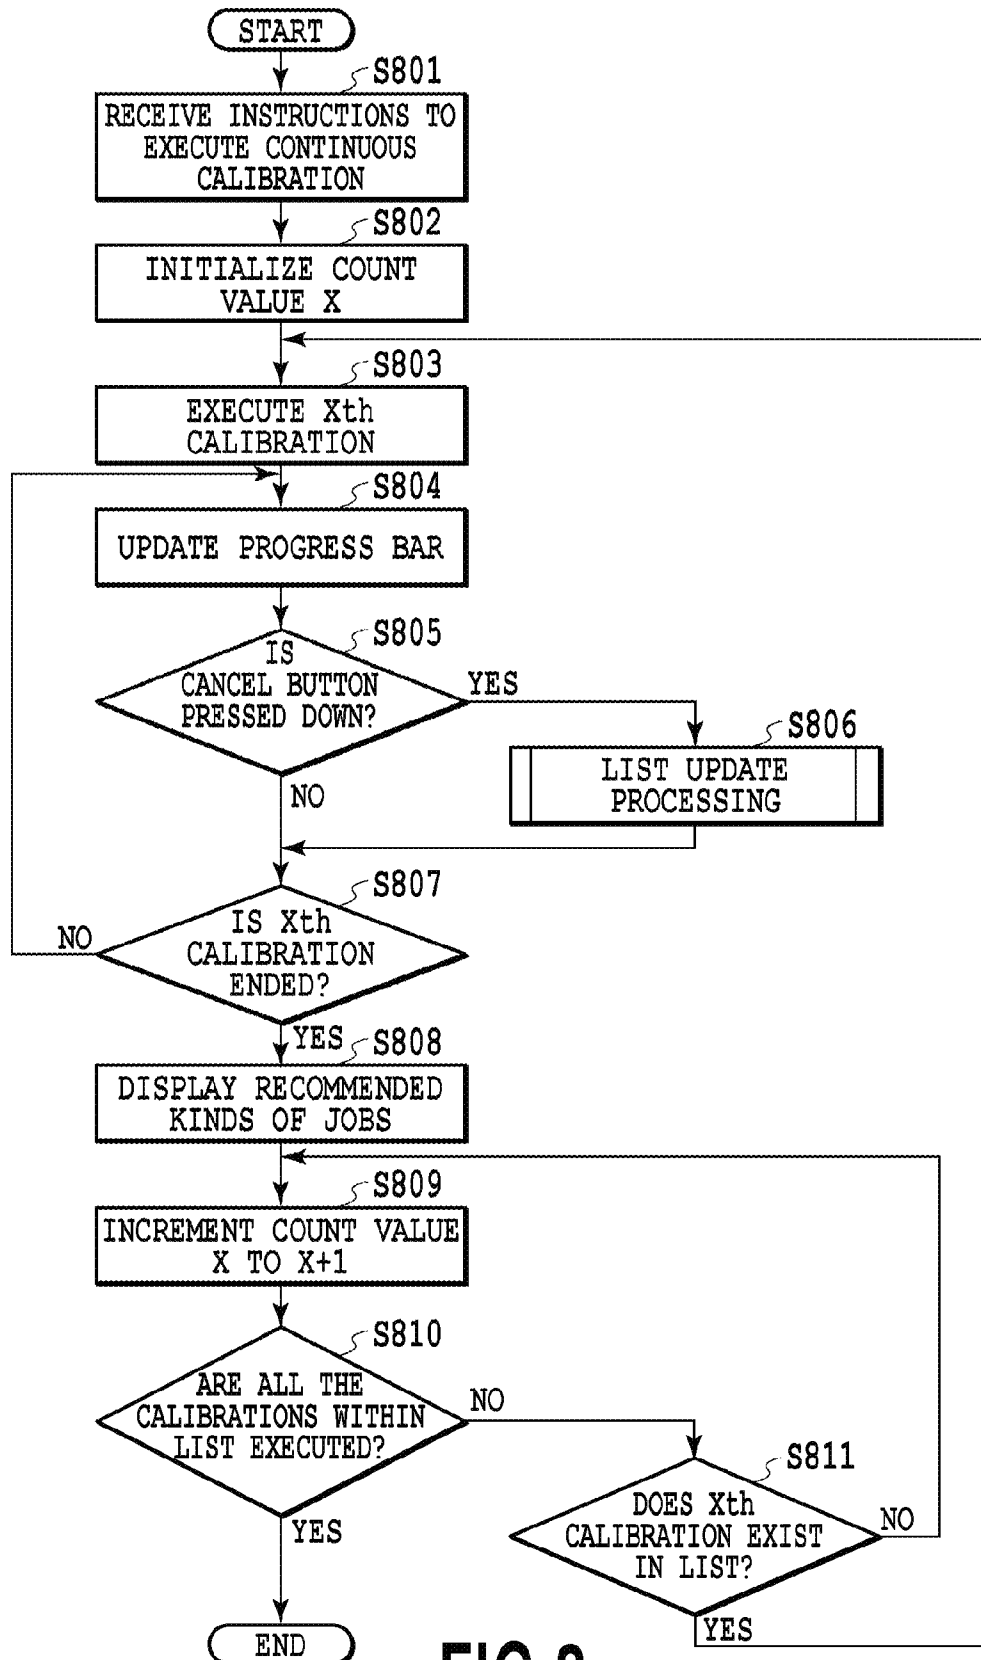 START
S801
RECEIVE INSTRUCTIONS TO
EXECUTE CONTINUOUS
CALIBRATION
S802
INITIALIZE COUNT
VALUE X
S803
EXECUTE Xth
CALIBRATION
S804
UPDATE PROGRESS BAR
S805
IS
CANCEL BUTTON
PRESSED DOWN?
YES
NO
S806
LIST UPDATE
PROCESSING
S807
IS Xth
CALIBRATION
ENDED?
NO
YES
S808
DISPLAY RECOMMENDED
KINDS OF JOBS
S809
INCREMENT COUNT VALUE
X TO X+1
S810
ARE ALL THE
CALIBRATIONS WITHIN
LIST EXECUTED?
NO
YES
S811
DOES Xth
CALIBRATION EXIST
IN LIST?
NO
YES
END